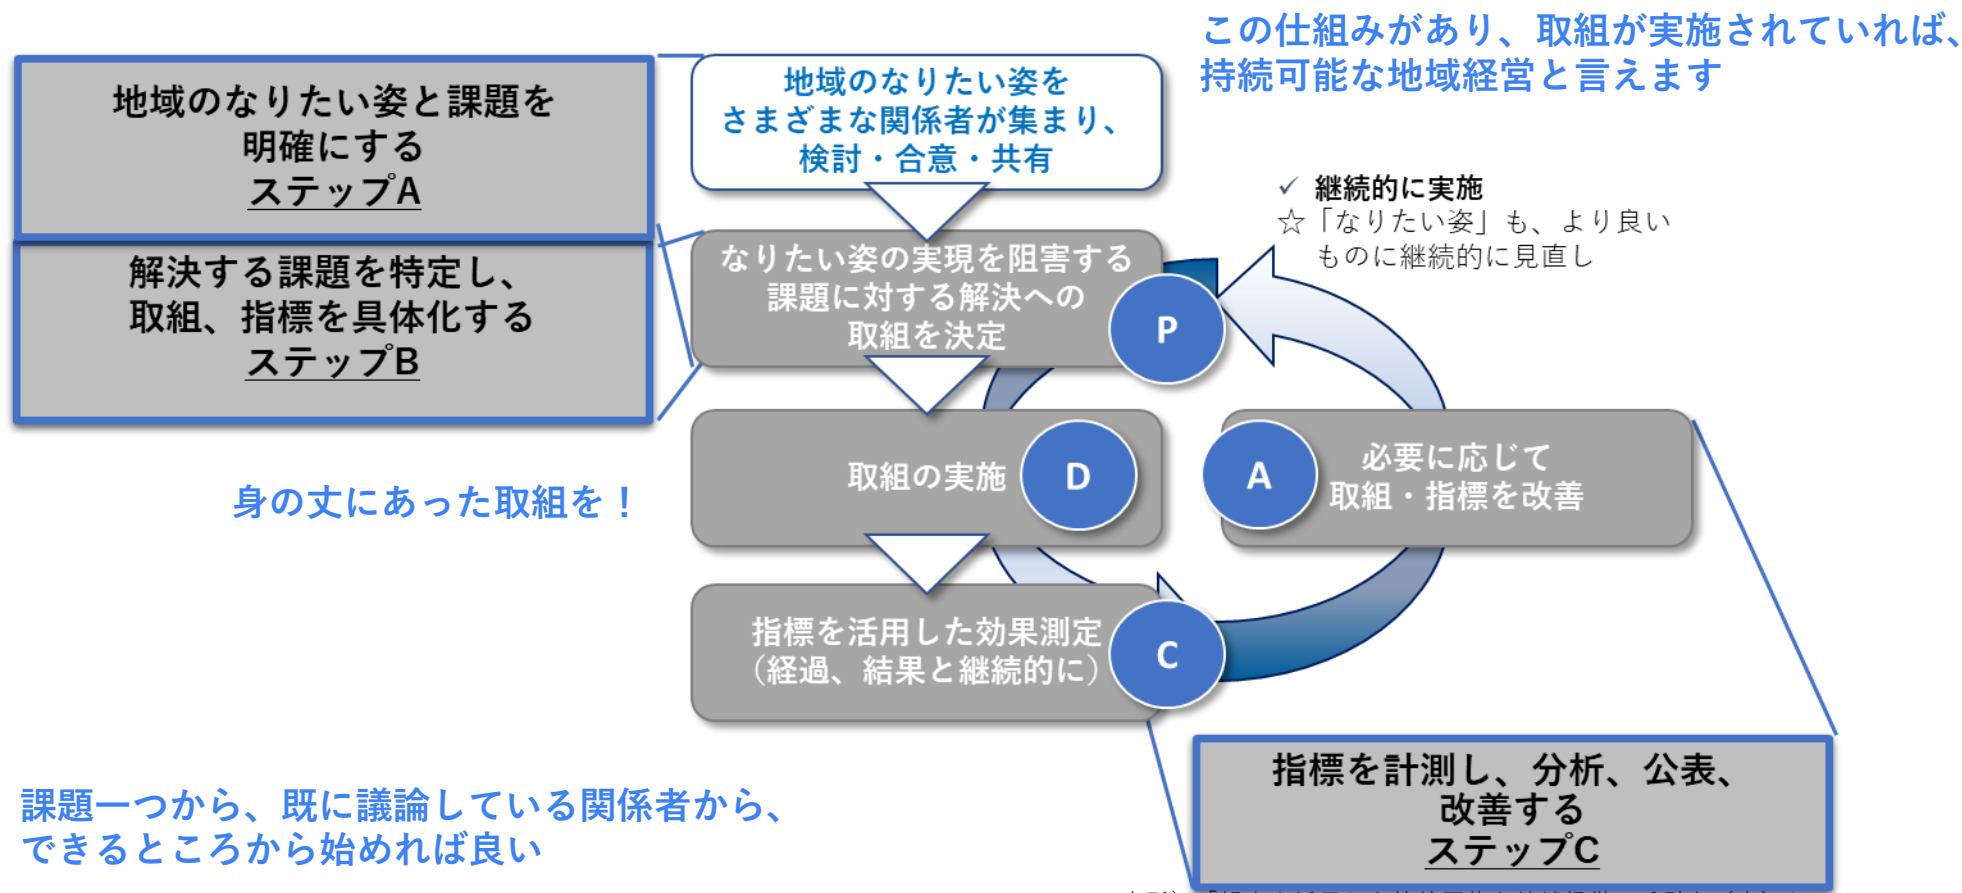 この仕組みがあり、取組が実施されていれば、
持続可能な地域経営と言えます
地域のなりたい姿と課題を
明確にする
ステップA
解決する課題を特定し、
取組、指標を具体化する
ステップB
地域のなりたい姿を
さまざまな関係者が集まり、
検討・合意・共有
✓ 継続的に実施
☆「なりたい姿」も、より良い
ものに継続的に見直し
なりたい姿の実現を阻害する
課題に対する解決への
取組を決定
P
取組の実施
D
A
必要に応じて
取組・指標を改善
身の丈にあった取組を！
指標を活用した効果測定
（経過、結果と継続的に）
C
指標を計測し、分析、公表、
改善する
ステップC
課題一つから、既に議論している関係者から、
できるところから始めれば良い